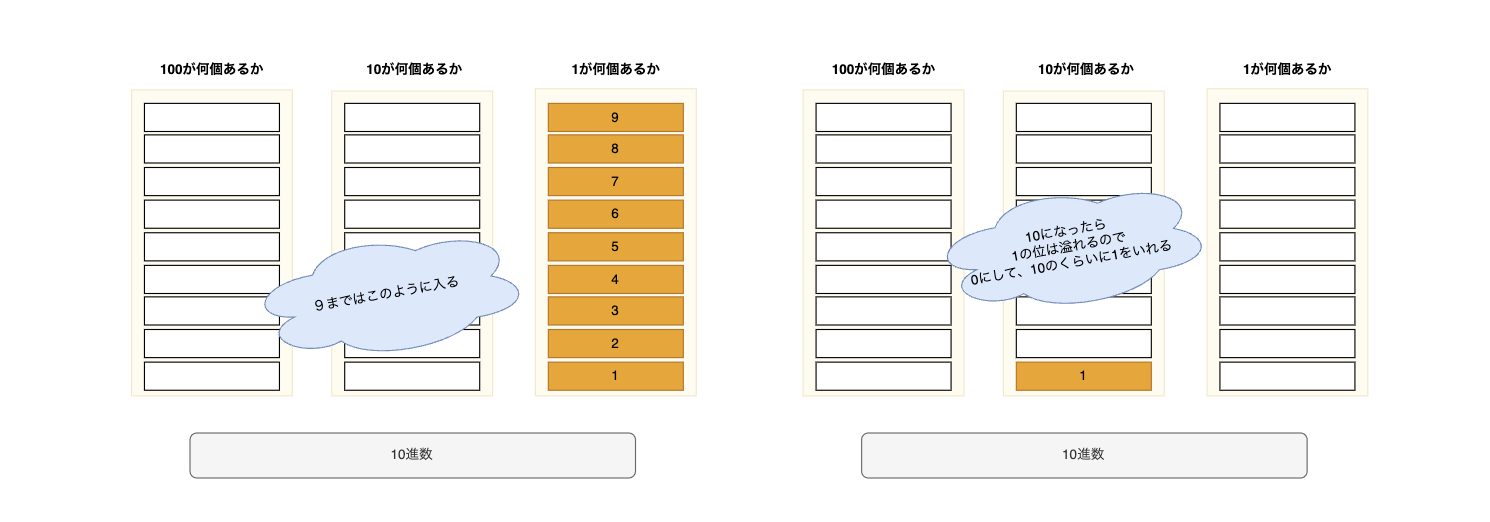 100が何個あるか
10が何個あるか
1が何個あるか
9
8
7
6
5
4
3
2
1
９まではこのように入る
10進数
100が何個あるか
10が何個あるか
1が何個あるか
10になったら
1の位は溢れるので
0にして、10のくらいに1をいれる
1
10進数